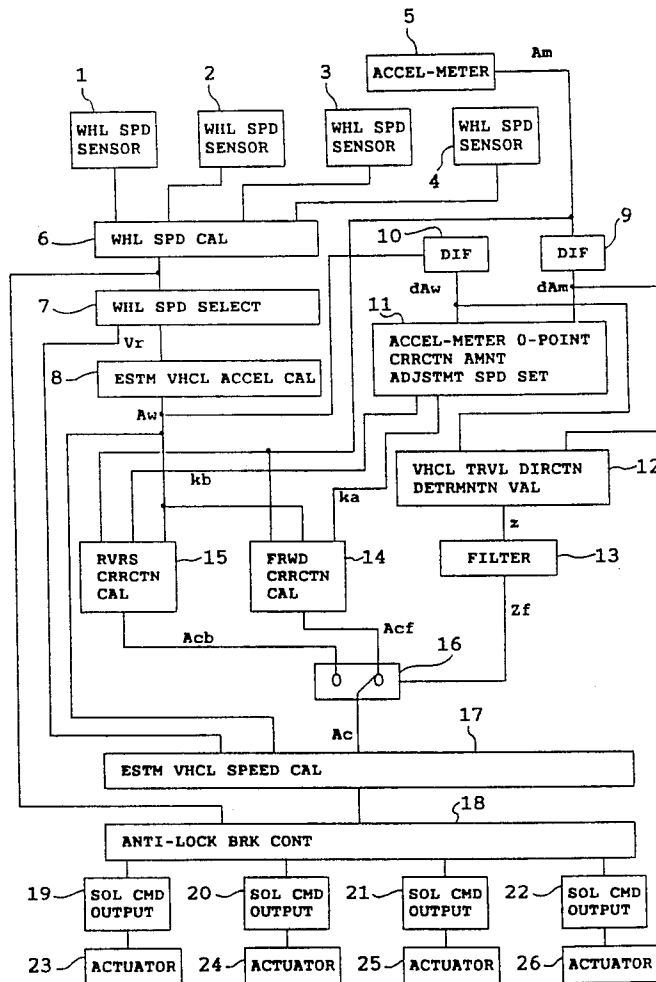 5
Am
ACCEL-METER
1
2
3
WHL SPD
SENSOR
WHL SPD
SENSOR
WHL SPD
SENSOR
WHL SPD
SENSOR
4
6
WHL SPD CAL
10
DIF
DIF
9
7
WHL SPD SELECT
dAw
dAm
11
Vr
ACCEL-METER O-POINT
CRRCTN AMNT
ADJSTMT SPD SET
8
ESTM VHCL ACCEL CAL
Aw
kb
ka
VHCL TRVL DIRCTN
DETRMNTN VAL
12
z
RVRS
CRRCTN
CAL
15
FRWD
CRRCTN
CAL
14
FILTER
13
Zf
Acb
Acf
16
Ac
17
ESTM VHCL SPEED CAL
18
ANTI-LOCK BRK CONT
19
SOL CMD
OUTPUT
20
SOL CMD
OUTPUT
21
SOL CMD
OUTPUT
22
SOL CMD
OUTPUT
23
ACTUATOR
24
ACTUATOR
25
ACTUATOR
26
ACTUATOR